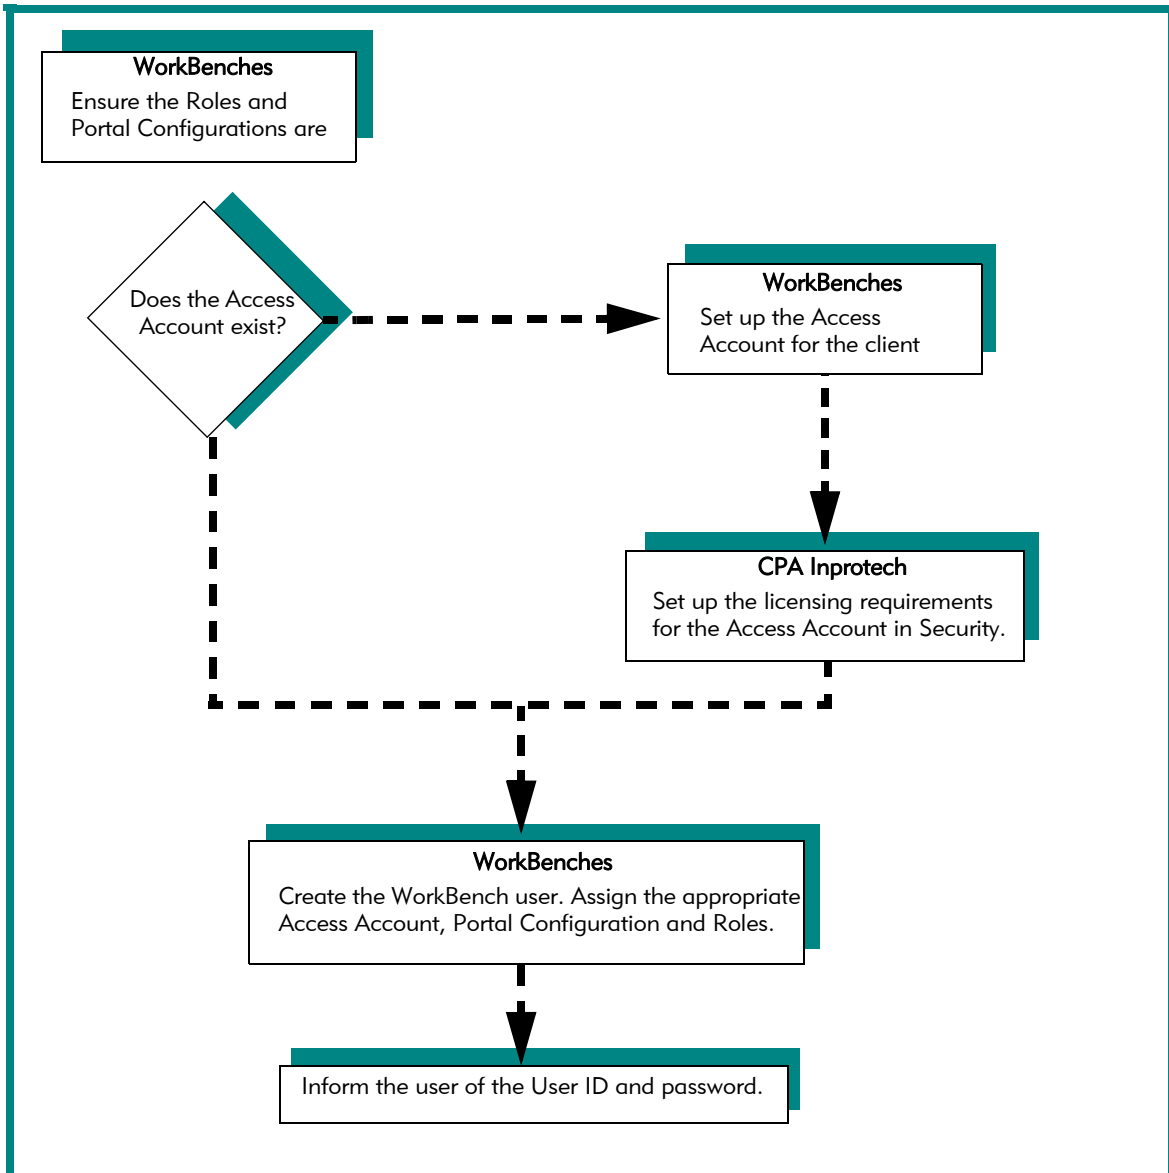 WorkBenches
Ensure the Roles and
Portal Configurations are
Does the Access
Account exist?
WorkBenches
Set up the Access
Account for the client
CPA Inprotech
Set up the licensing requirements
for the Access Account in Security.
WorkBenches
Create the WorkBench user. Assign the appropriate
Access Account, Portal Configuration and Roles.
Inform the user of the User ID and password.